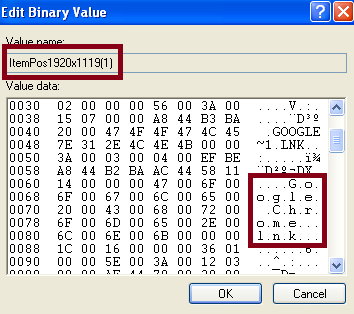 Edit Binary Value
Value name:
ItemPos1920x1119(1)
Value data:
0030 02 00 00 00 56 00 3A 00 ....V.:.
0038 15 07 00 00 A8 44 B3 BA ....¨D³º
0040 20 00 47 4F 4F 47 4C 45 .GOOGLE
0048 7E 31 2E 4C 4E 4B 00 00 ~1.LNK..
0050 3A 00 03 00 04 00 EF BE :.....ï¾
0058 A8 44 B2 BA AC 44 58 11 ¨D²º¬DX.
0060 14 00 00 00 47 00 6F 00 ....G.o.
0068 6F 00 67 00 6C 00 65 00 o.g.l.e.
0070 20 00 43 00 68 00 72 00 .C.h.r.
0078 6F 00 6D 00 65 00 2E 00 o.m.e...
0080 6C 00 6E 00 6B 00 00 00 l.n.k...
0088 1C 00 16 00 00 00 36 01 ......6.
0090 00 00 5E 00 3A 00 12 03 ..^.:...
OK Cancel